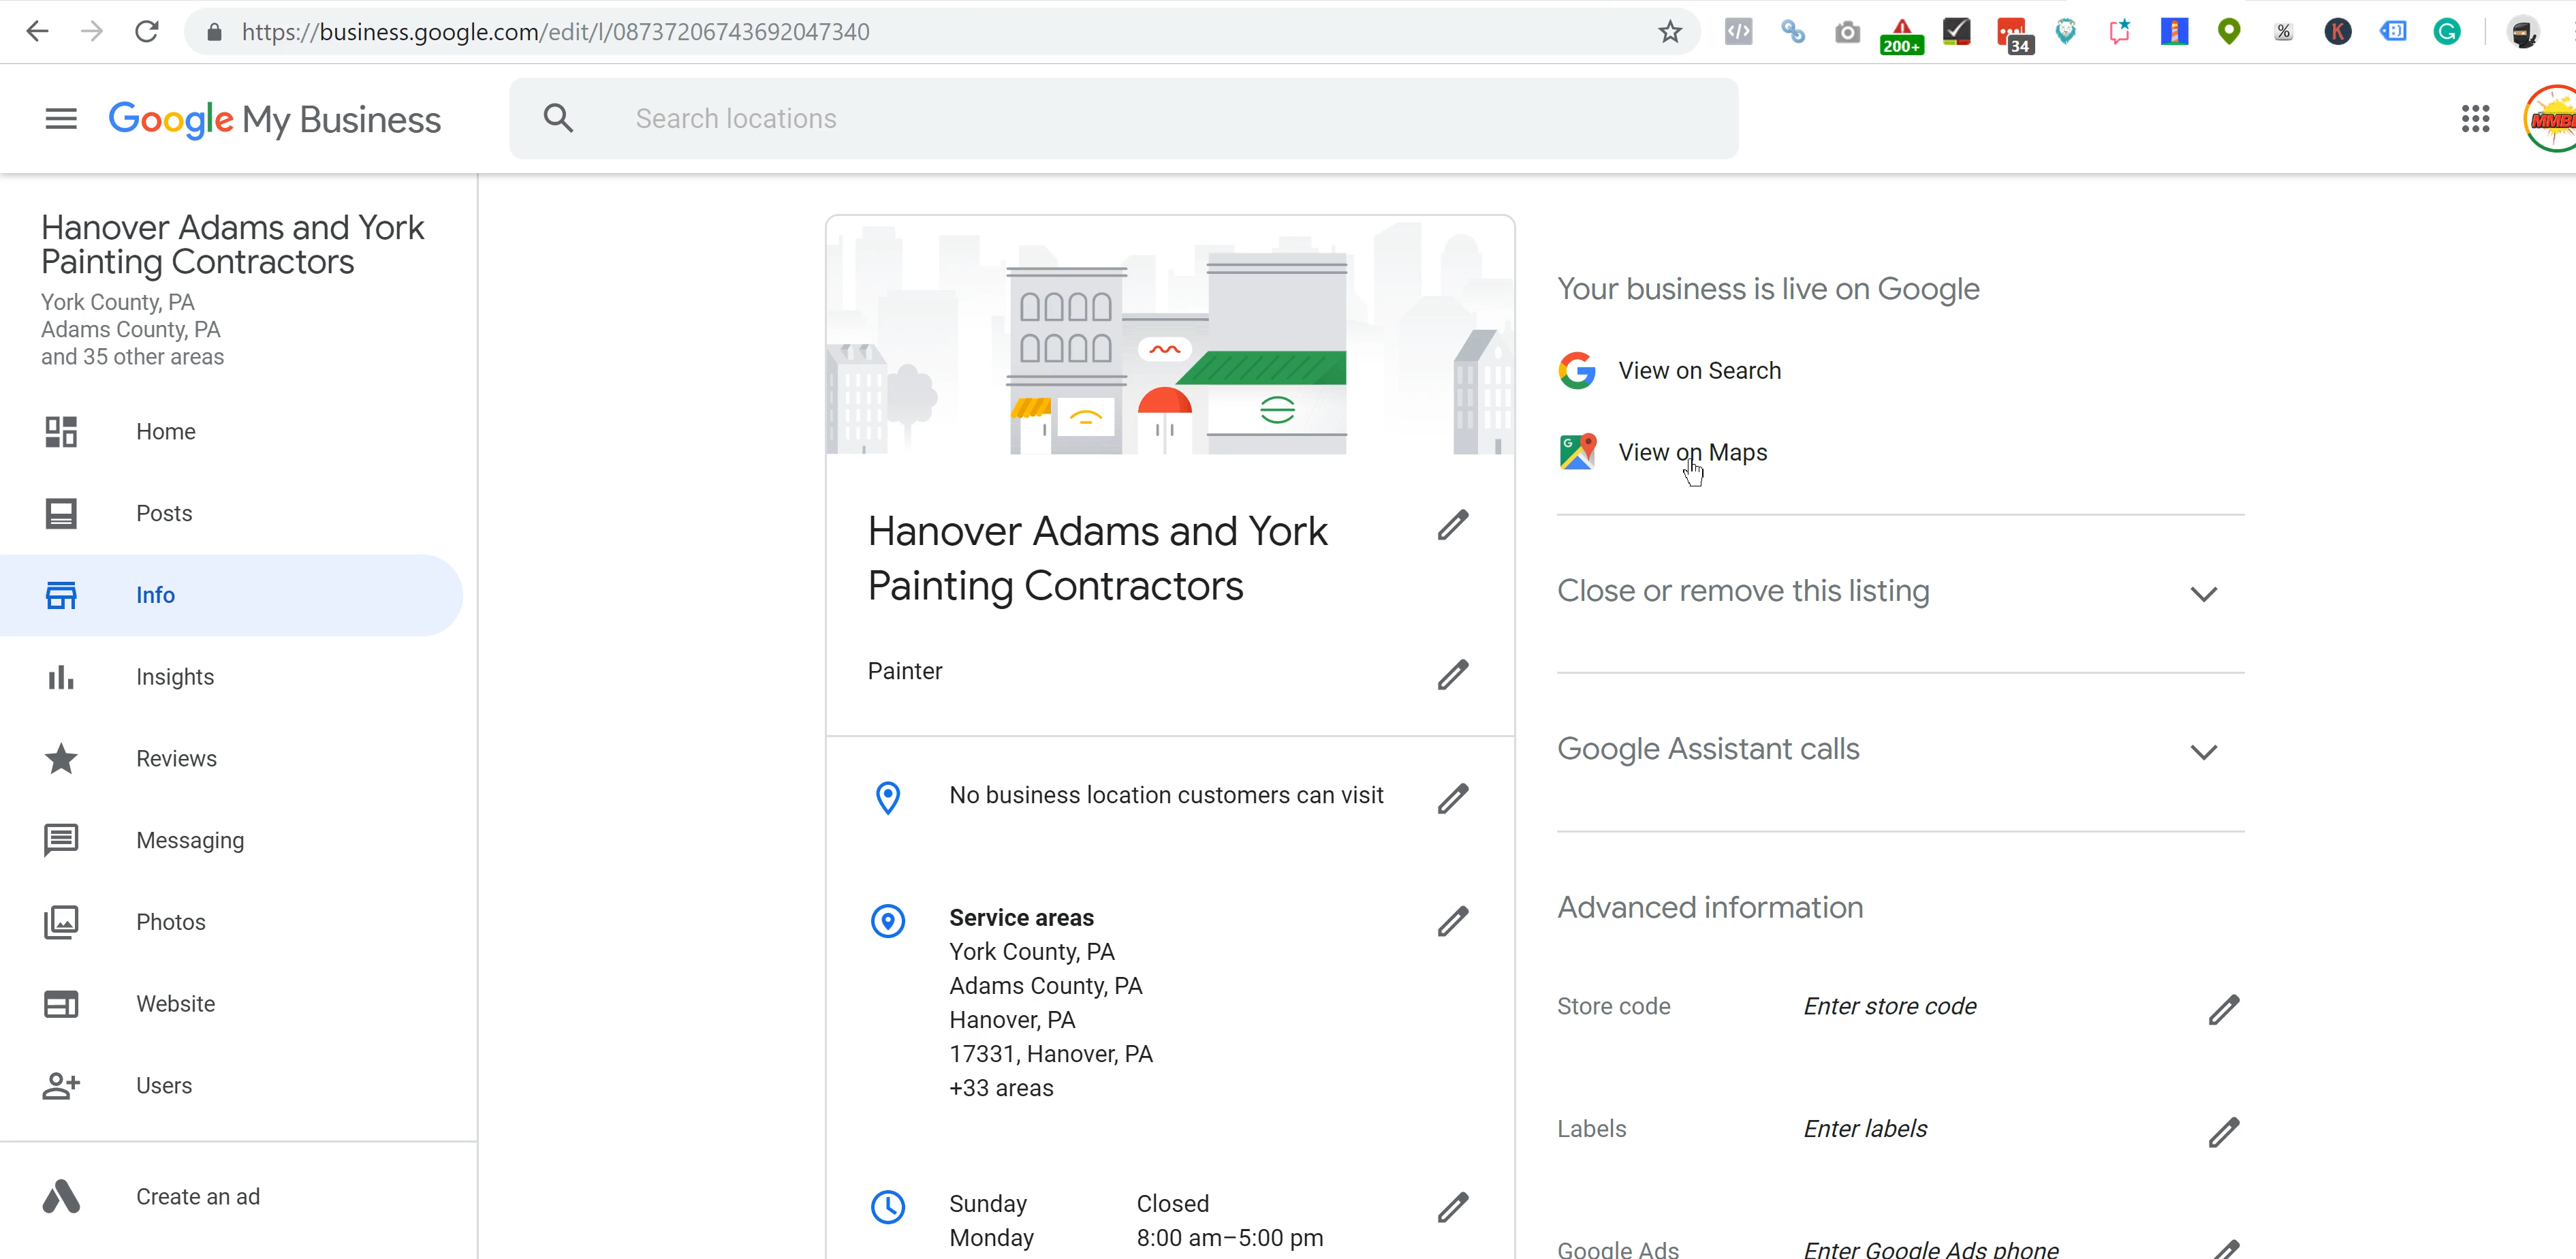 https://business.google.com/edit/l/08737206743692047340
200+
34
Google My Business
Search locations
Hanover Adams and York
Painting Contractors
York County, PA
Adams County, PA
and 35 other areas
Home
Posts
Info
Insights
Reviews
Messaging
Photos
Website
Users
Create an ad
Hanover Adams and York
Painting Contractors
Painter
No business location customers can visit
Service areas
York County, PA
Adams County, PA
Hanover, PA
17331, Hanover, PA
+33 areas
Sunday Closed
Monday 8:00 am–5:00 pm
Your business is live on Google
View on Search
View on Maps
Close or remove this listing
Google Assistant calls
Advanced information
Store code Enter store code
Labels Enter labels
Google Ads Enter Google Ads phone